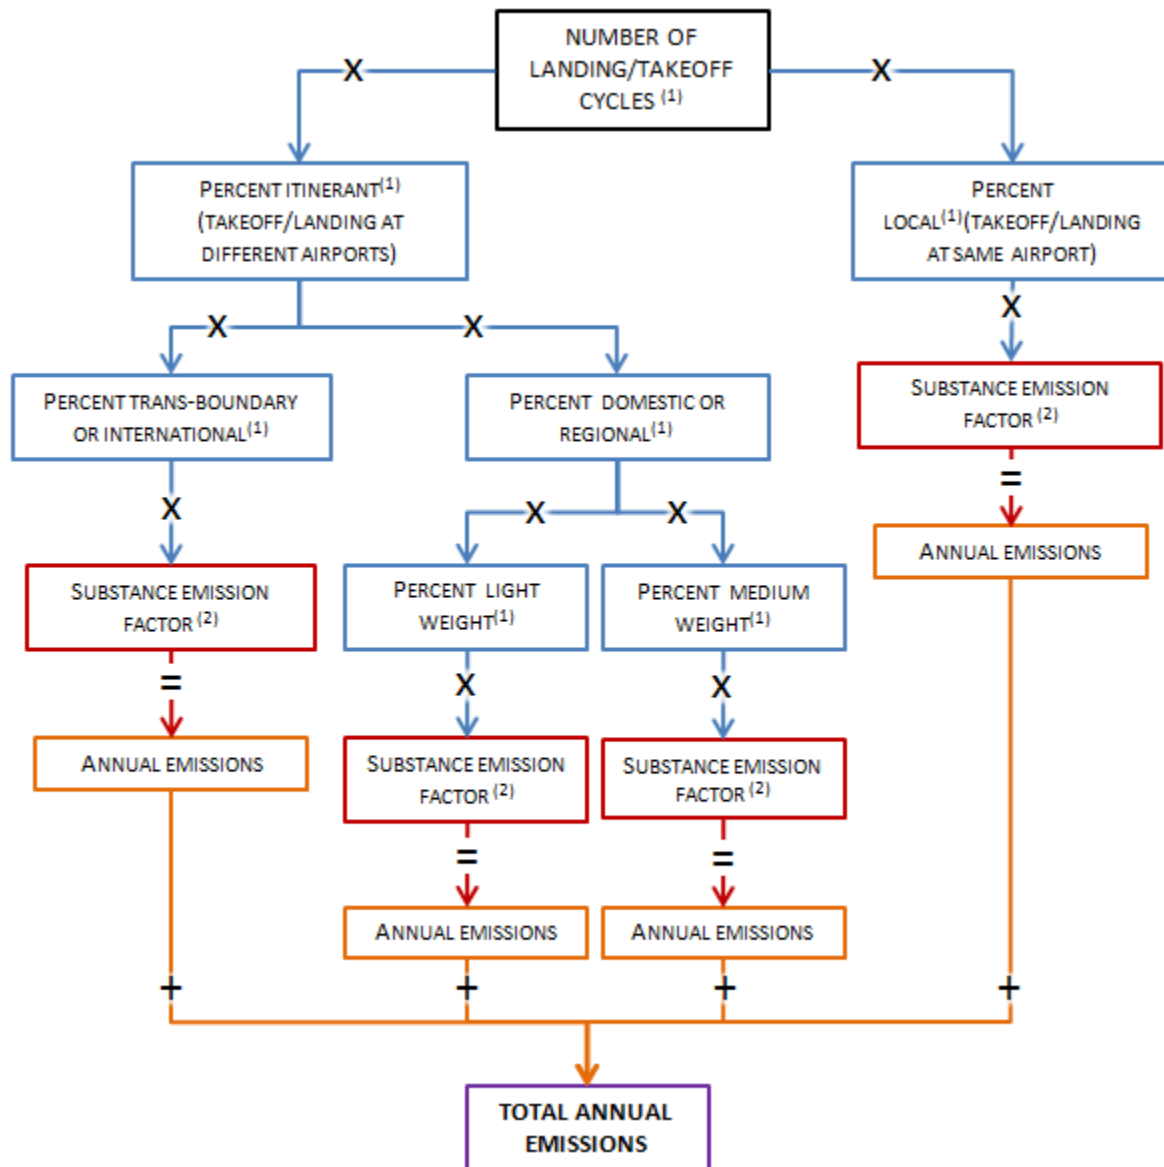 NUMBER OF
LANDING/TAKEOFF
CYCLES (1)
X
X
PERCENT ITINERANT(1)
(TAKEOFF/LANDING AT
DIFFERENT AIRPORTS)
PERCENT
LOCAL(1)(TAKEOFF/LANDING
AT SAME AIRPORT)
X
X
X
PERCENT TRANS-BOUNDARY
OR INTERNATIONAL(1)
PERCENT DOMESTIC OR
REGIONAL(1)
SUBSTANCE EMISSION
FACTOR(2)
X
X
X
=
SUBSTANCE EMISSION
FACTOR(2)
PERCENT LIGHT
WEIGHT(1)
PERCENT MEDIUM
WEIGHT(1)
ANNUAL EMISSIONS
=
X
X
ANNUAL EMISSIONS
SUBSTANCE EMISSION
FACTOR(2)
SUBSTANCE EMISSION
FACTOR(2)
=
=
ANNUAL EMISSIONS
ANNUAL EMISSIONS
+
+
+
+
TOTAL ANNUAL
EMISSIONS